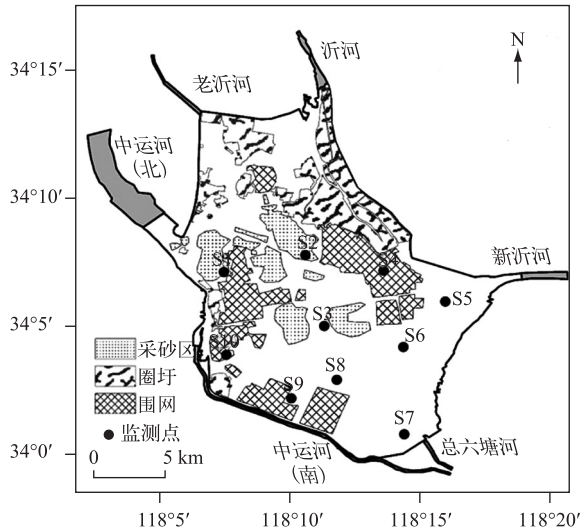 N
沂河
老沂河
34°15′
中运河
(北)
34°10′
新沂河
S2
S4
S1
S5
34°5′
S3
S6
采砂区
S10
圈圩
S8
围网
S9
监测点
S7
34°0′
0 5 km
中运河
(南)
总六塘河
118°5′ 118°10′ 118°15′ 118°20′